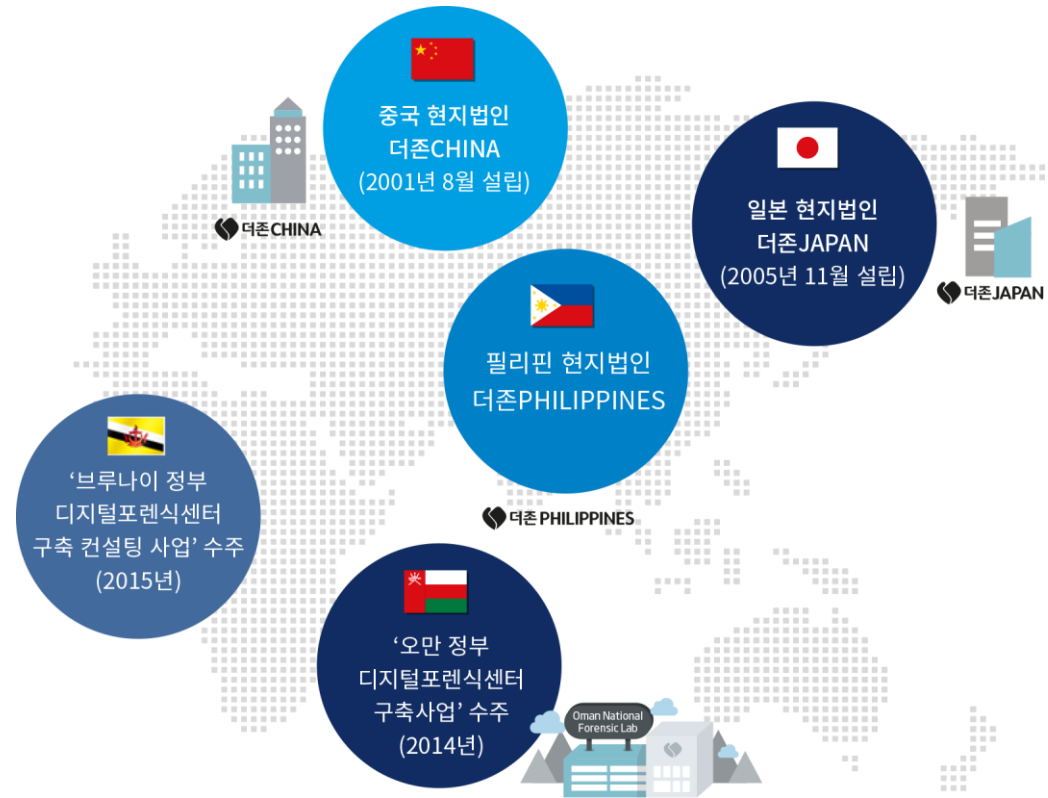 중국 현지법인
더존CHINA
(2001년 8월 설립)
더존CHINA
일본 현지법인
더존JAPAN
(2005년 11월 설립)
더존JAPAN
필리핀 현지법인
더존PHILIPPINES
더존 PHILIPPINES
‘브루나이 정부
디지털포렌식센터
구축 컨설팅 사업’ 수주
(2015년)
‘오만 정부
디지털포렌식센터
구축사업’ 수주
(2014년)
Oman National
Forensic Lab